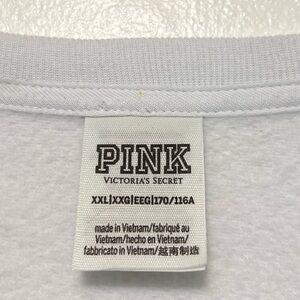 PINK
VICTORIA'S SECRET
XXL|XXG|EEG|170/116A
made in Vietnam/fabriqué au
Vietnam/hecho en Vietnam/
fabbricato in Vietnam/越南制造